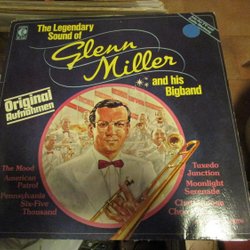 The Legendary
Sound of
Glenn
Miller
and his
Bigband
Original
Aufnahmen
The Mood
American
Patrol
Pennsylvania
Six-Five
Thousand
Tuxedo
Junction
Moonlight
Serenade